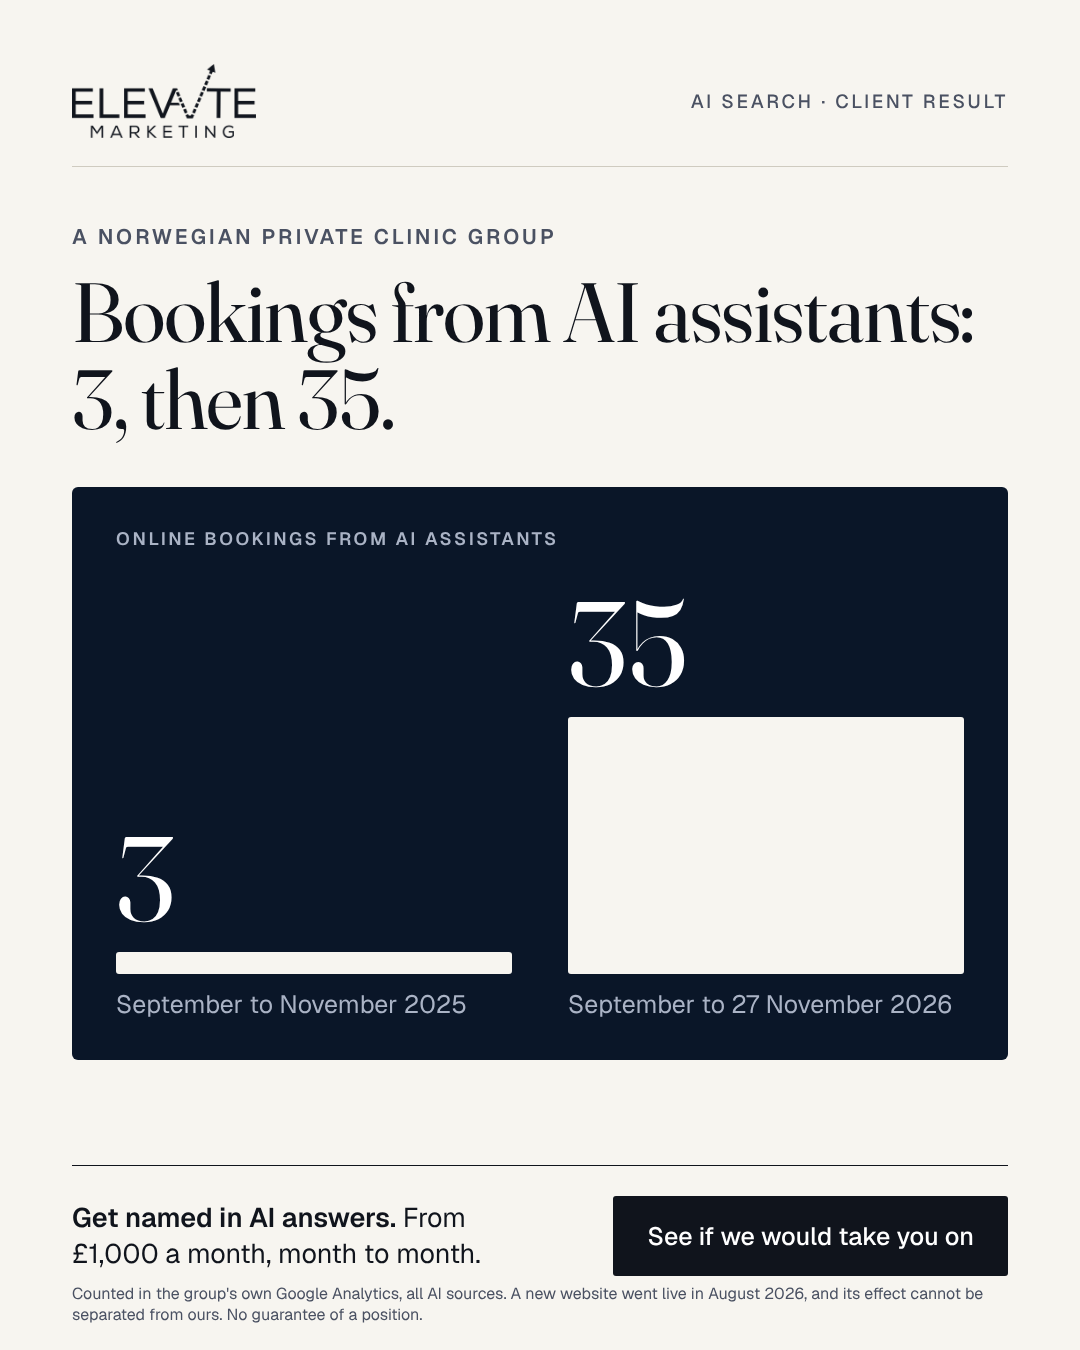 ELEVATE
MARKETING
AI SEARCH · CLIENT RESULT
A NORWEGIAN PRIVATE CLINIC GROUP
Bookings from AI assistants:
3, then 35.
ONLINE BOOKINGS FROM AI ASSISTANTS
3
35
September to November 2025
September to 27 November 2026
Get named in AI answers. From
£1,000 a month, month to month.
See if we would take you on
Counted in the group's own Google Analytics, all AI sources. A new website went live in August 2026, and its effect cannot be
separated from ours. No guarantee of a position.